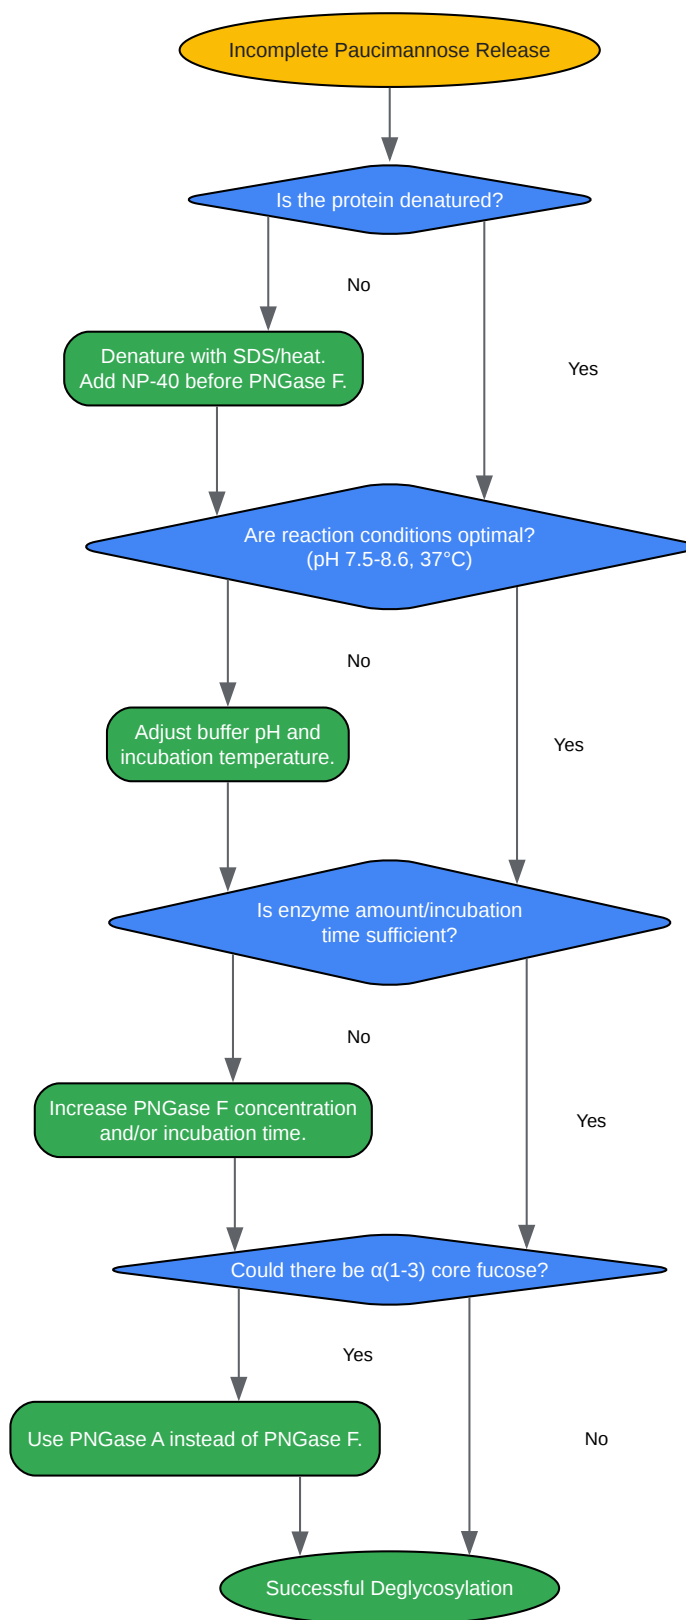 Incomplete Paucimannose Release
Is the protein denatured?
No
Denature with SDS/heat.
Add NP-40 before PNGase F.
Yes
Are reaction conditions optimal?
(pH 7.5-8.6, 37°C)
No
Adjust buffer pH and
incubation temperature.
Yes
Is enzyme amount/incubation
time sufficient?
No
Increase PNGase F concentration
and/or incubation time.
Yes
Could there be α(1-3) core fucose?
Yes
Use PNGase A instead of PNGase F.
No
Successful Deglycosylation